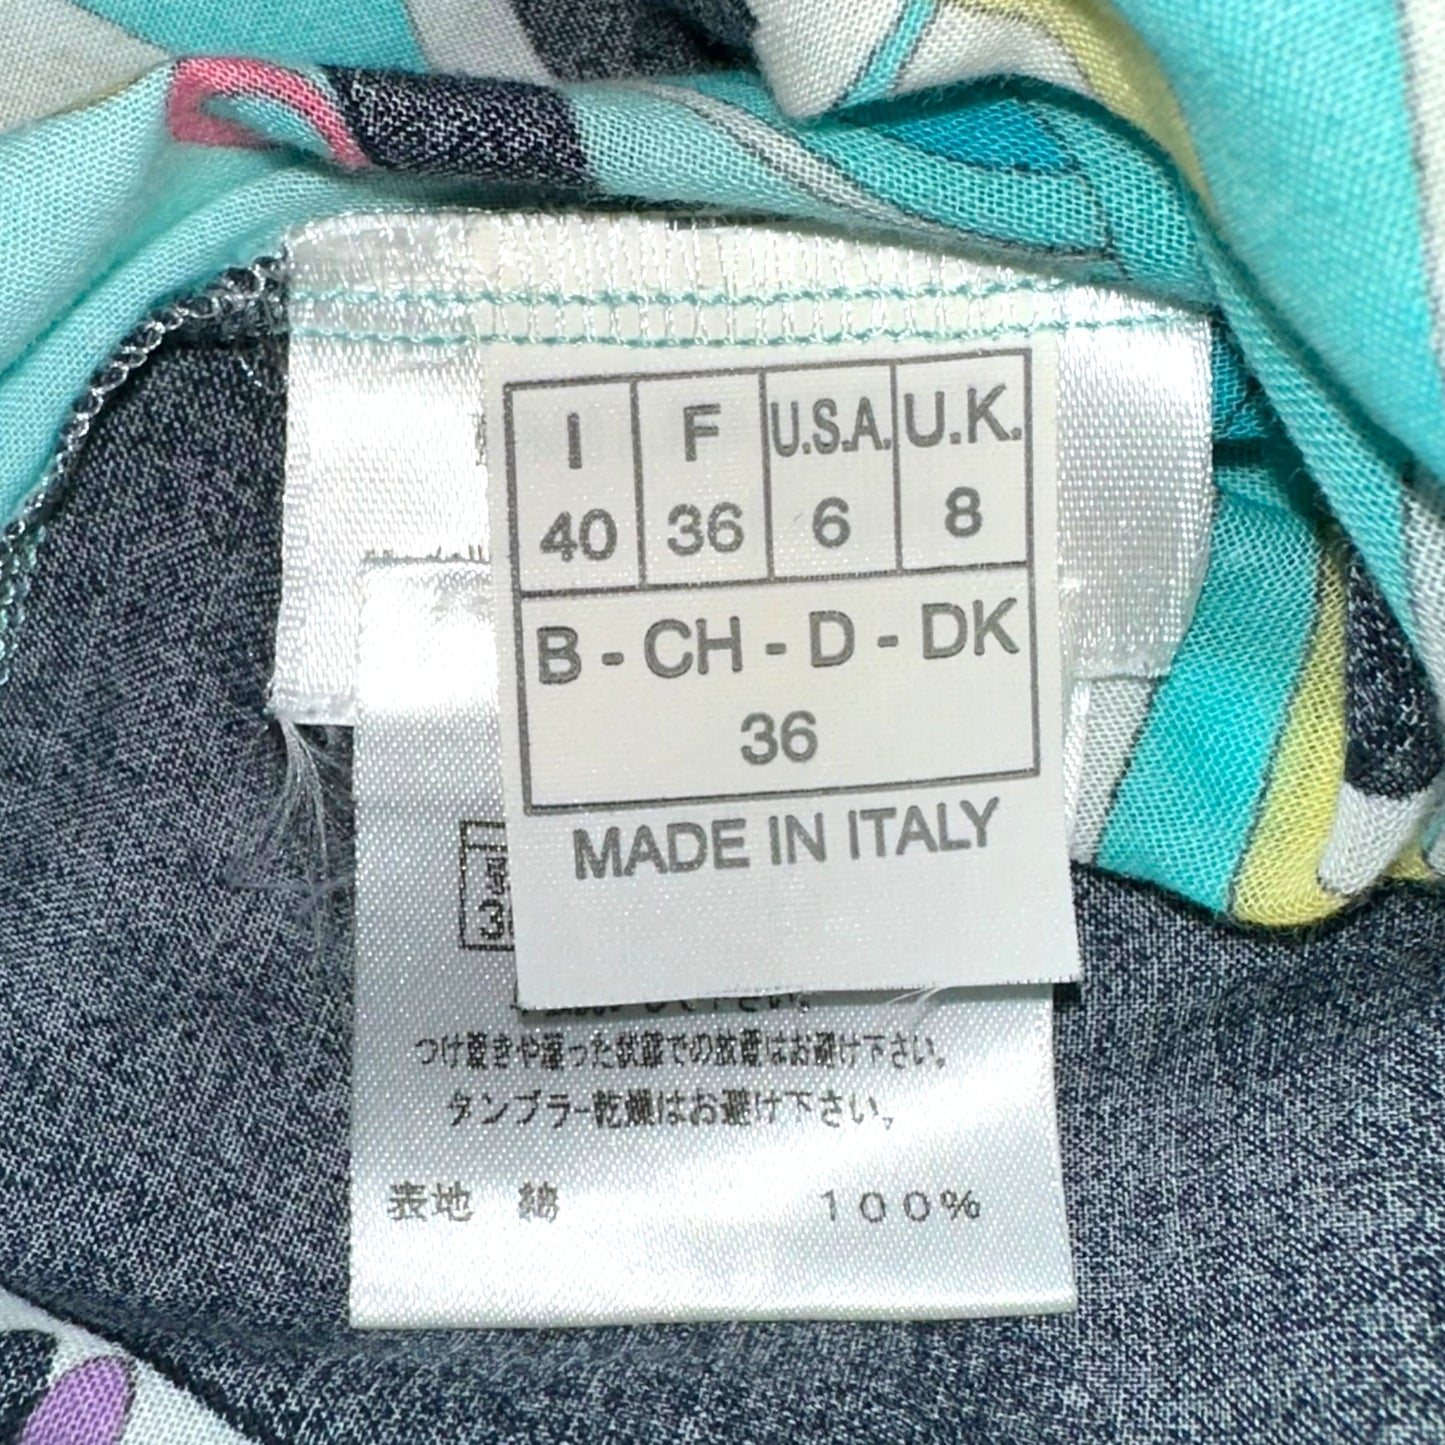 I F U.S.A. U.K.
40 36 6 8
B - CH - D - DK
36
MADE IN ITALY
つけ置きや湿った状態での放置はお避け下さい。
タンブラー乾燥はお避け下さい。
表地 綿 100%